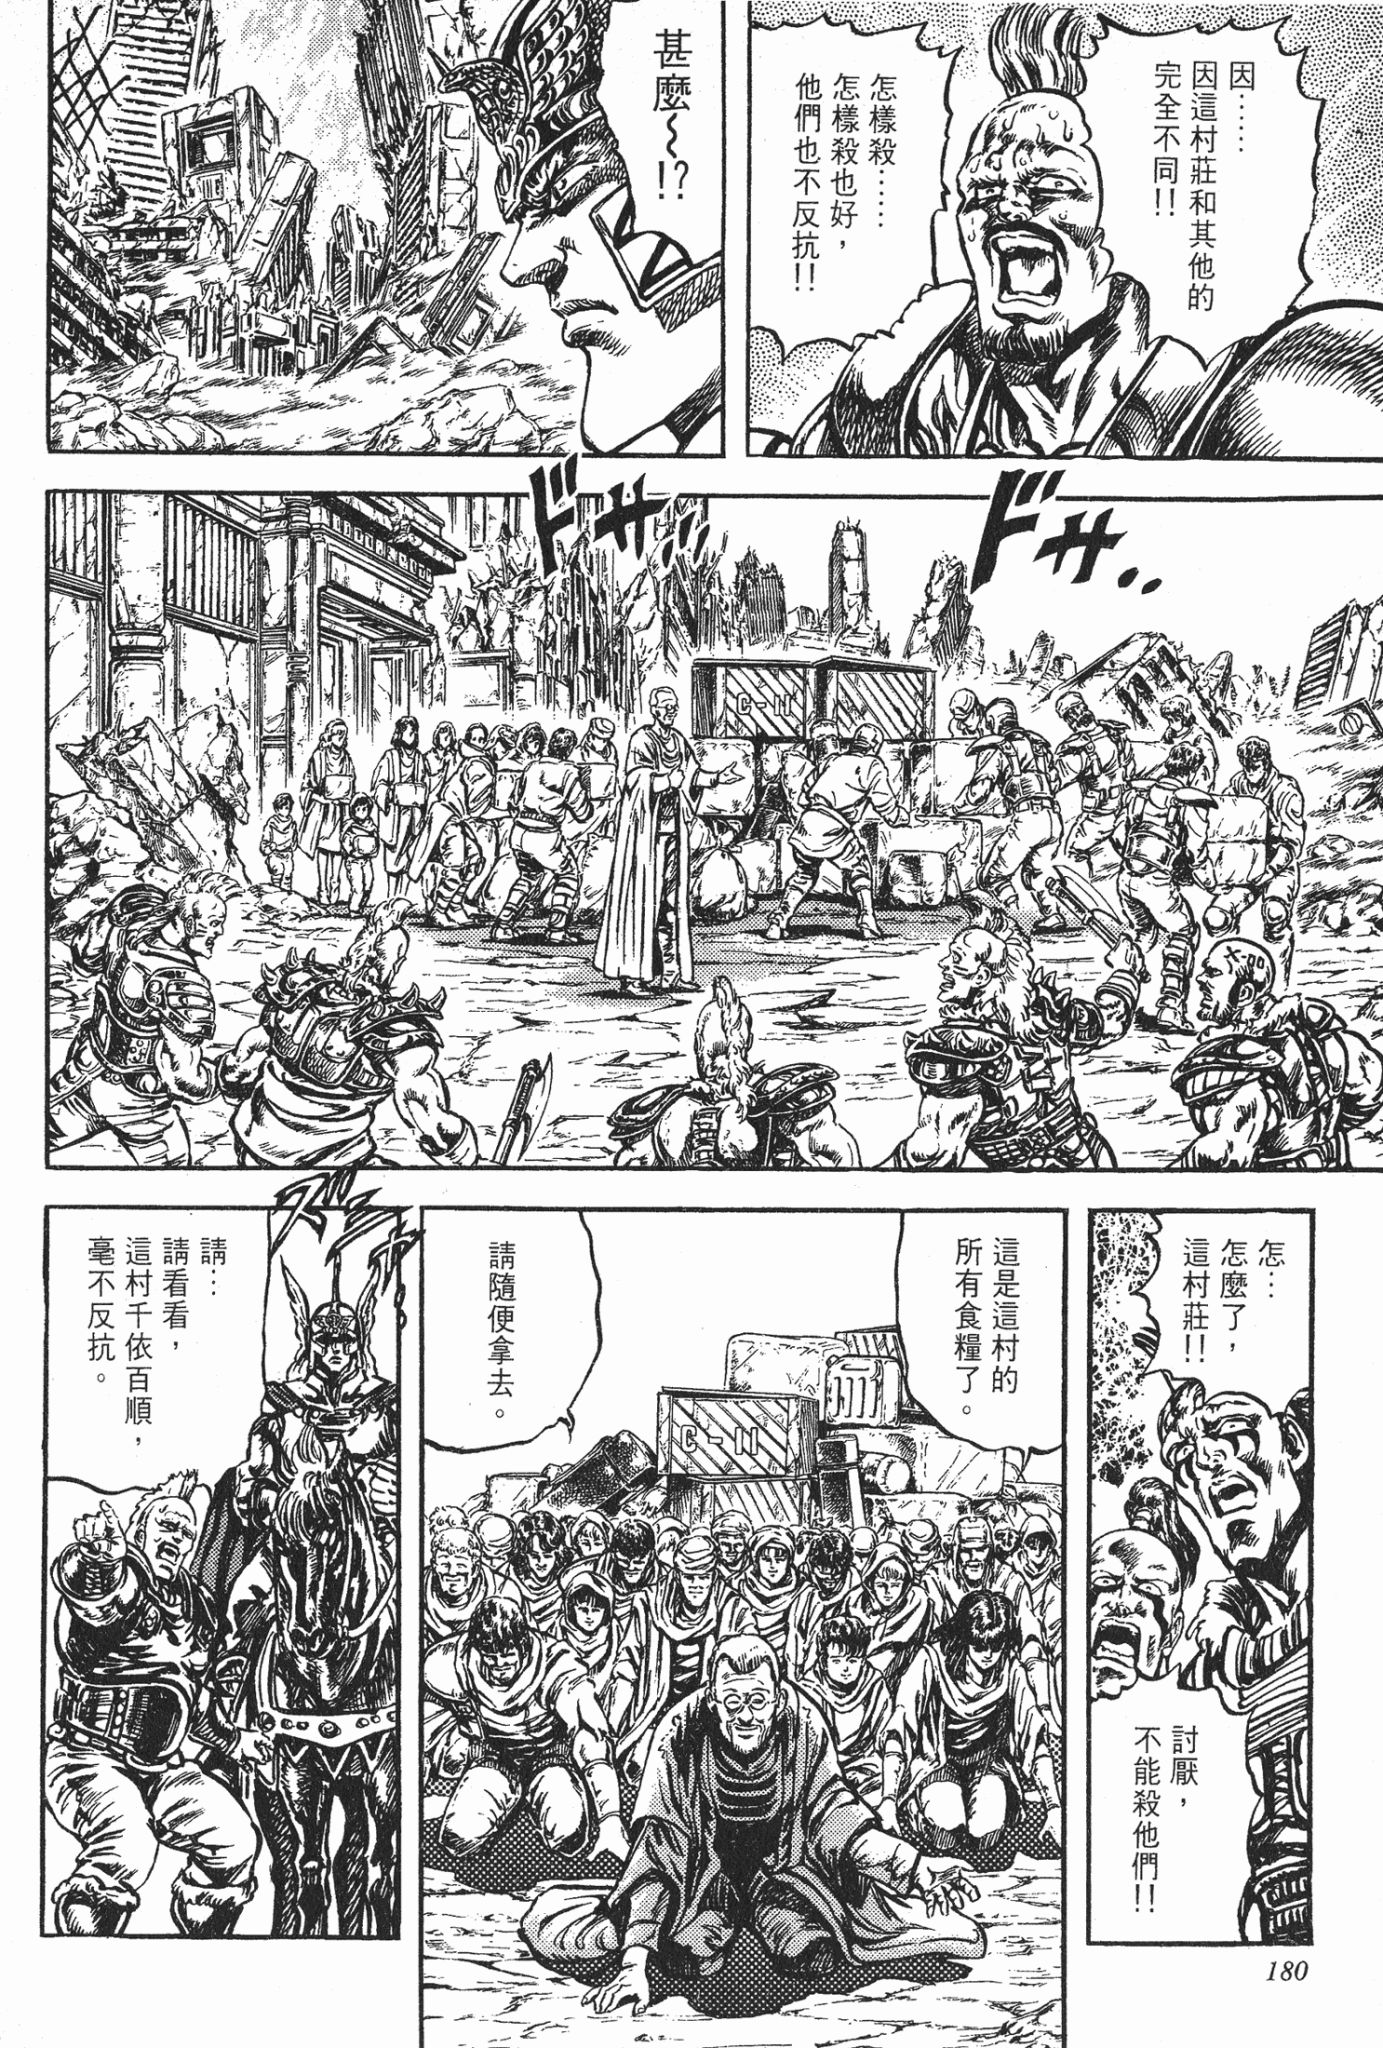 因……
因這村莊和其他的
完全不同!!
怎樣殺……
怎樣殺也好，
他們也不反抗!!
甚麼～!?
ドサ‥
ドサ‥
怎…
怎麼了，
這村莊!!
討厭，
不能殺他們!!
這是這村的
所有食糧了。
請隨便拿去。
請…
請看看，
這村千依百順，
毫不反抗。
C-11
C-11
180